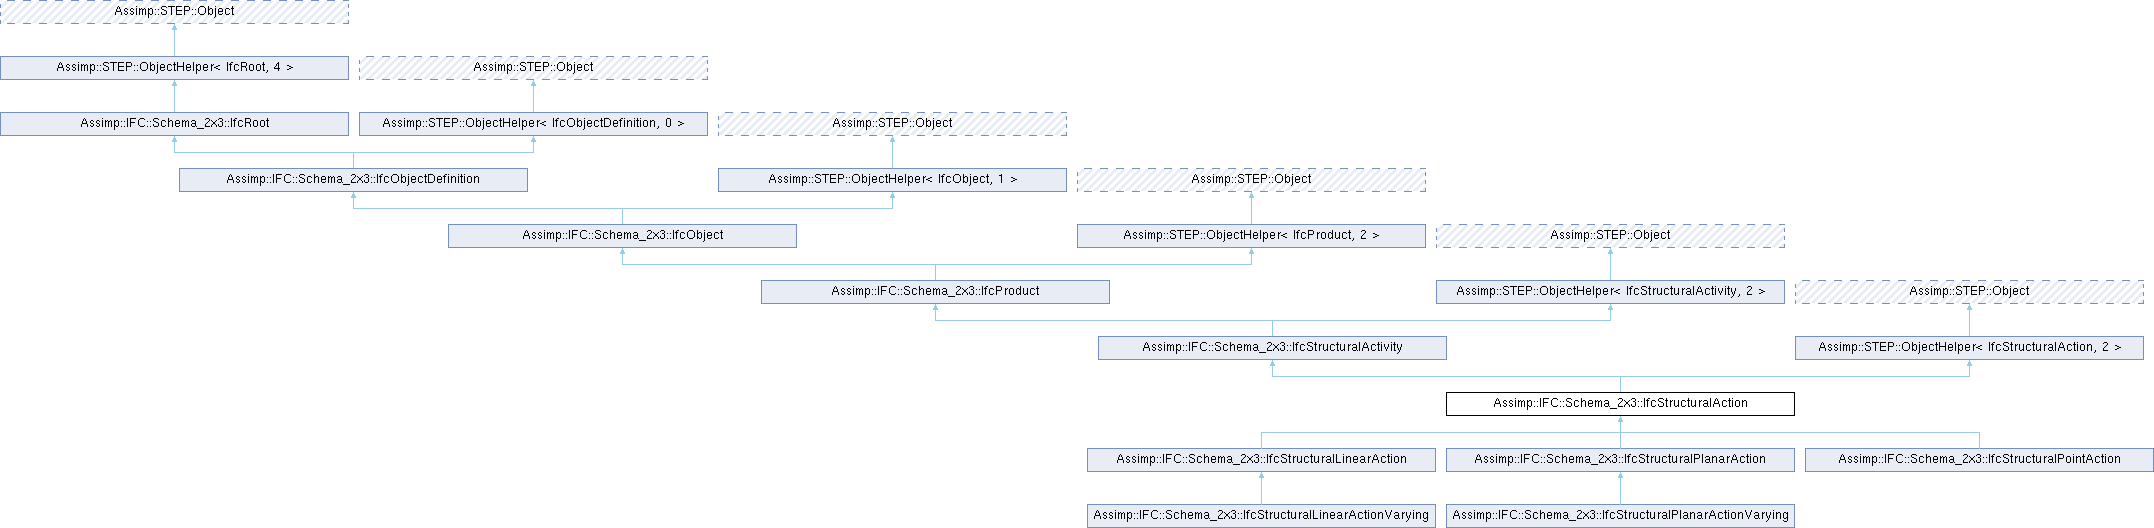 Assimp::STEP::Object
Assimp::STEP::ObjectHelper< IfcRoot, 4 >
Assimp::STEP::Object
Assimp::IFC::Schema_2x3::IfcRoot
Assimp::STEP::ObjectHelper< IfcObjectDefinition, 0 >
Assimp::STEP::Object
Assimp::IFC::Schema_2x3::IfcObjectDefinition
Assimp::STEP::ObjectHelper< IfcObject, 1 >
Assimp::STEP::Object
Assimp::IFC::Schema_2x3::IfcObject
Assimp::STEP::ObjectHelper< IfcProduct, 2 >
Assimp::STEP::Object
Assimp::IFC::Schema_2x3::IfcProduct
Assimp::STEP::ObjectHelper< IfcStructuralActivity, 2 >
Assimp::STEP::Object
Assimp::IFC::Schema_2x3::IfcStructuralActivity
Assimp::STEP::ObjectHelper< IfcStructuralAction, 2 >
Assimp::IFC::Schema_2x3::IfcStructuralAction
Assimp::IFC::Schema_2x3::IfcStructuralLinearAction
Assimp::IFC::Schema_2x3::IfcStructuralPlanarAction
Assimp::IFC::Schema_2x3::IfcStructuralPointAction
Assimp::IFC::Schema_2x3::IfcStructuralLinearActionVarying
Assimp::IFC::Schema_2x3::IfcStructuralPlanarActionVarying